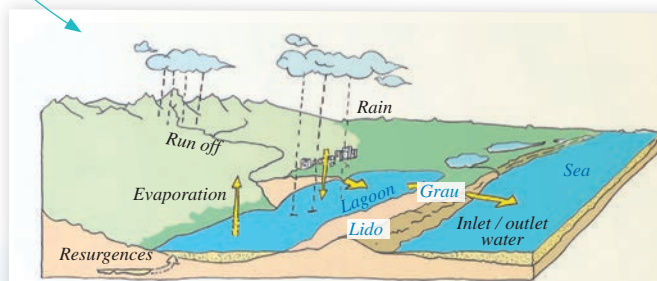 Rain
Run off
Sea
Evaporation
Lagoon
Grau
Lido
Inlet / outlet
water
Resurgences